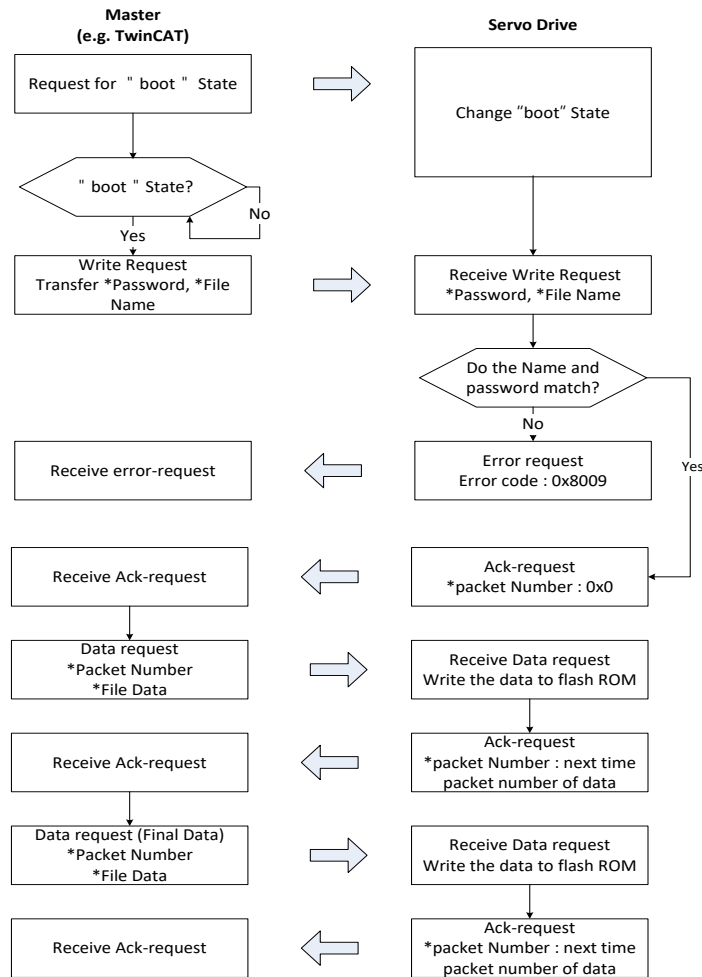 Master
(e.g. TwinCAT)
Servo Drive
Request for " boot " State
Change "boot" State
" boot " State?
No
Yes
Write Request
Transfer *Password, *File
Name
Receive Write Request
*Password, *File Name
Do the Name and
password match?
No
Yes
Receive error-request
Error request
Error code : 0x8009
Receive Ack-request
Ack-request
*packet Number : 0x0
Data request
*Packet Number
*File Data
Receive Data request
Write the data to flash ROM
Receive Ack-request
Ack-request
*packet Number : next time
packet number of data
Data request (Final Data)
*Packet Number
*File Data
Receive Data request
Write the data to flash ROM
Receive Ack-request
Ack-request
*packet Number : next time
packet number of data